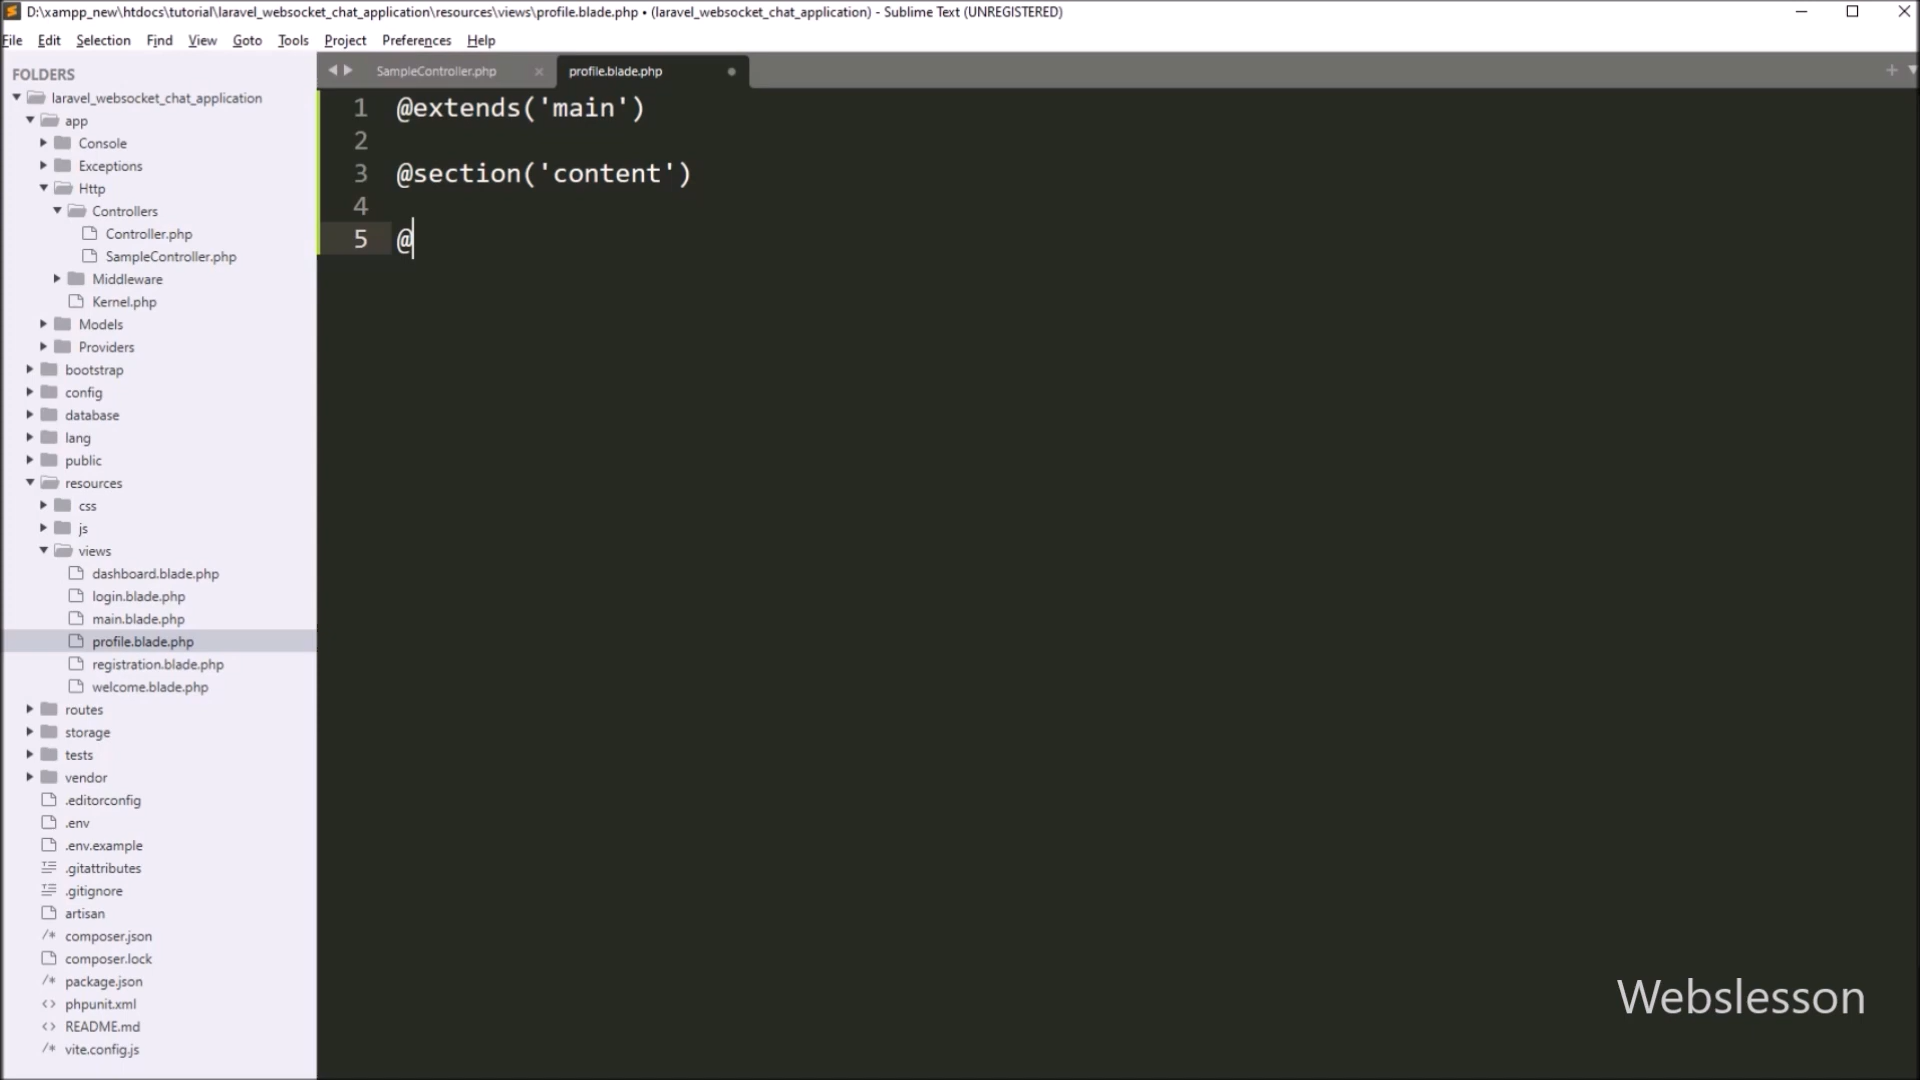 D:\xampp_new\htdocs\tutorial\laravel_websocket_chat_application\resources\views\profile.blade.php • (laravel_websocket_chat_application) - Sublime Text (UNREGISTERED)
File Edit Selection Find View Goto Tools Project Preferences Help
FOLDERS
laravel_websocket_chat_application
app
Console
Exceptions
Http
Controllers
Controller.php
SampleController.php
Middleware
Kernel.php
Models
Providers
bootstrap
config
database
lang
public
resources
css
js
views
dashboard.blade.php
login.blade.php
main.blade.php
profile.blade.php
registration.blade.php
welcome.blade.php
routes
storage
tests
vendor
.editorconfig
.env
.env.example
.gitattributes
.gitignore
artisan
/* composer.json
composer.lock
/* package.json
<> phpunit.xml
<> README.md
/* vite.config.js
SampleController.php × profile.blade.php
1 @extends('main')
2
3 @section('content')
4
5 @
Webslesson